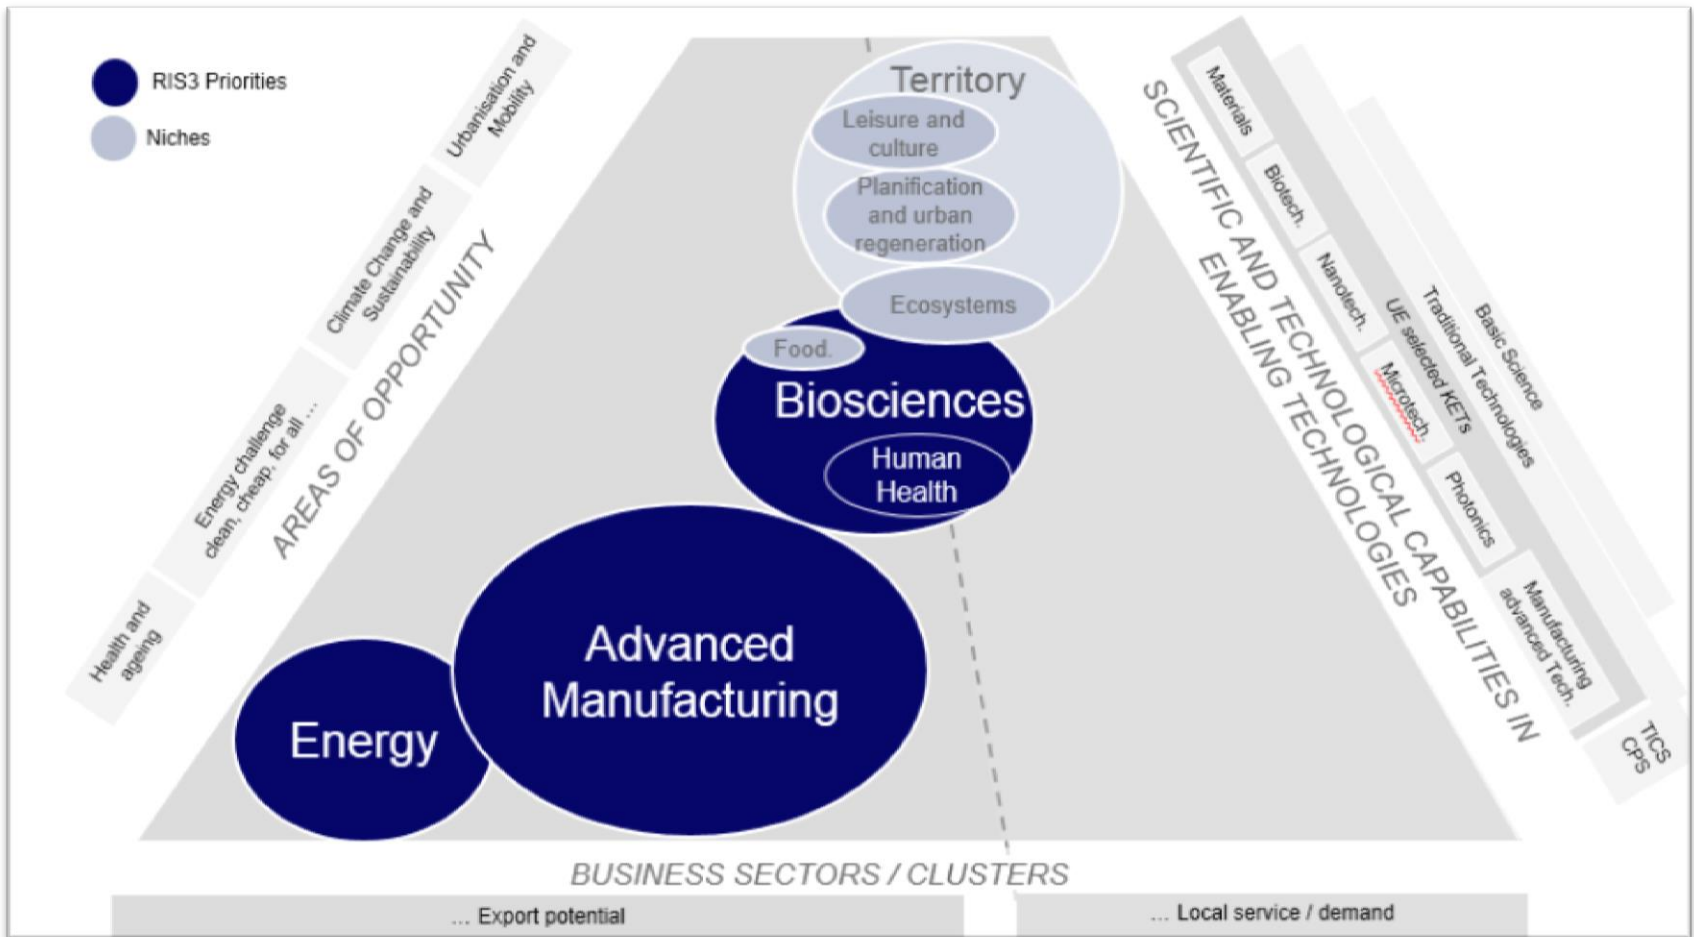 RIS3 Priorities
Niches
Urbanisation and
Mobility
Climate Change and
Sustainability
Energy challenge
clean, cheap, for all ...
Health and
ageing
AREAS OF OPPORTUNITY
Territory
Leisure and
culture
Planification
and urban
regeneration
Ecosystems
Food.
Biosciences
Human
Health
Advanced
Manufacturing
Energy
SCIENTIFIC AND TECHNOLOGICAL CAPABILITIES IN
ENABLING TECHNOLOGIES
Materials
Biotech.
Nanotech.
Microtech.
Photonics
Manufacturing
advanced Tech.
UE selected KETs
Traditional Technologies
Basic Science
TICS
CPS
BUSINESS SECTORS / CLUSTERS
... Export potential
... Local service / demand